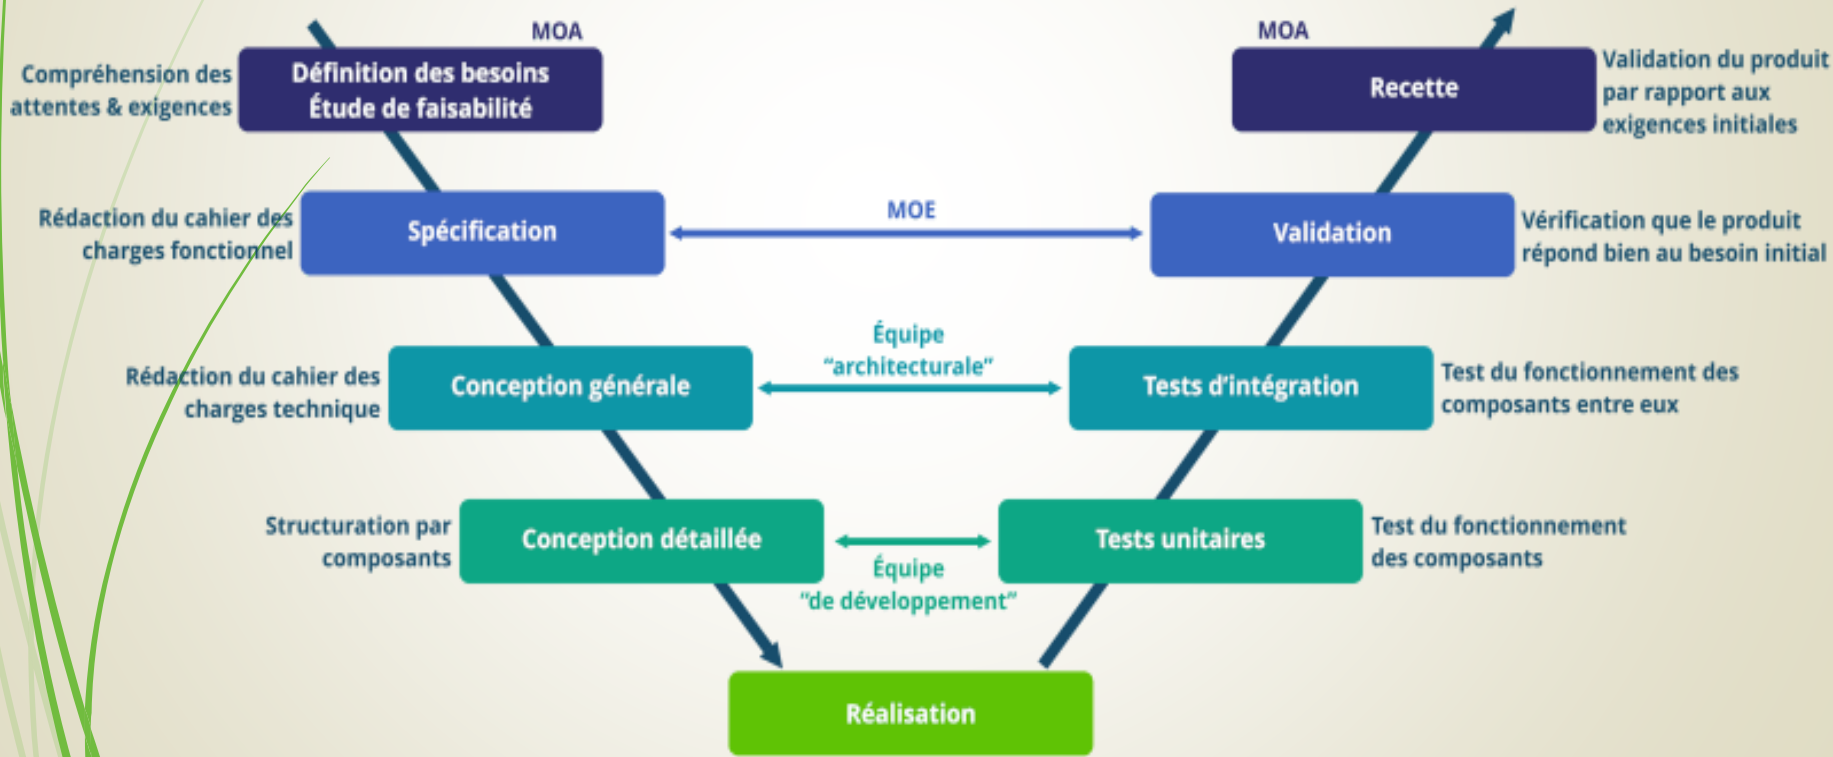 MOA
Compréhension des
attentes & exigences
Définition des besoins
Étude de faisabilité
MOA
Recette
Validation du produit
par rapport aux
exigences initiales
Rédaction du cahier des
charges fonctionnel
Spécification
MOE
Validation
Vérification que le produit
répond bien au besoin initial
Rédaction du cahier des
charges technique
Conception générale
Équipe
“architecturale”
Tests d’intégration
Test du fonctionnement des
composants entre eux
Structuration par
composants
Conception détaillée
Équipe
“de développement”
Tests unitaires
Test du fonctionnement
des composants
Réalisation